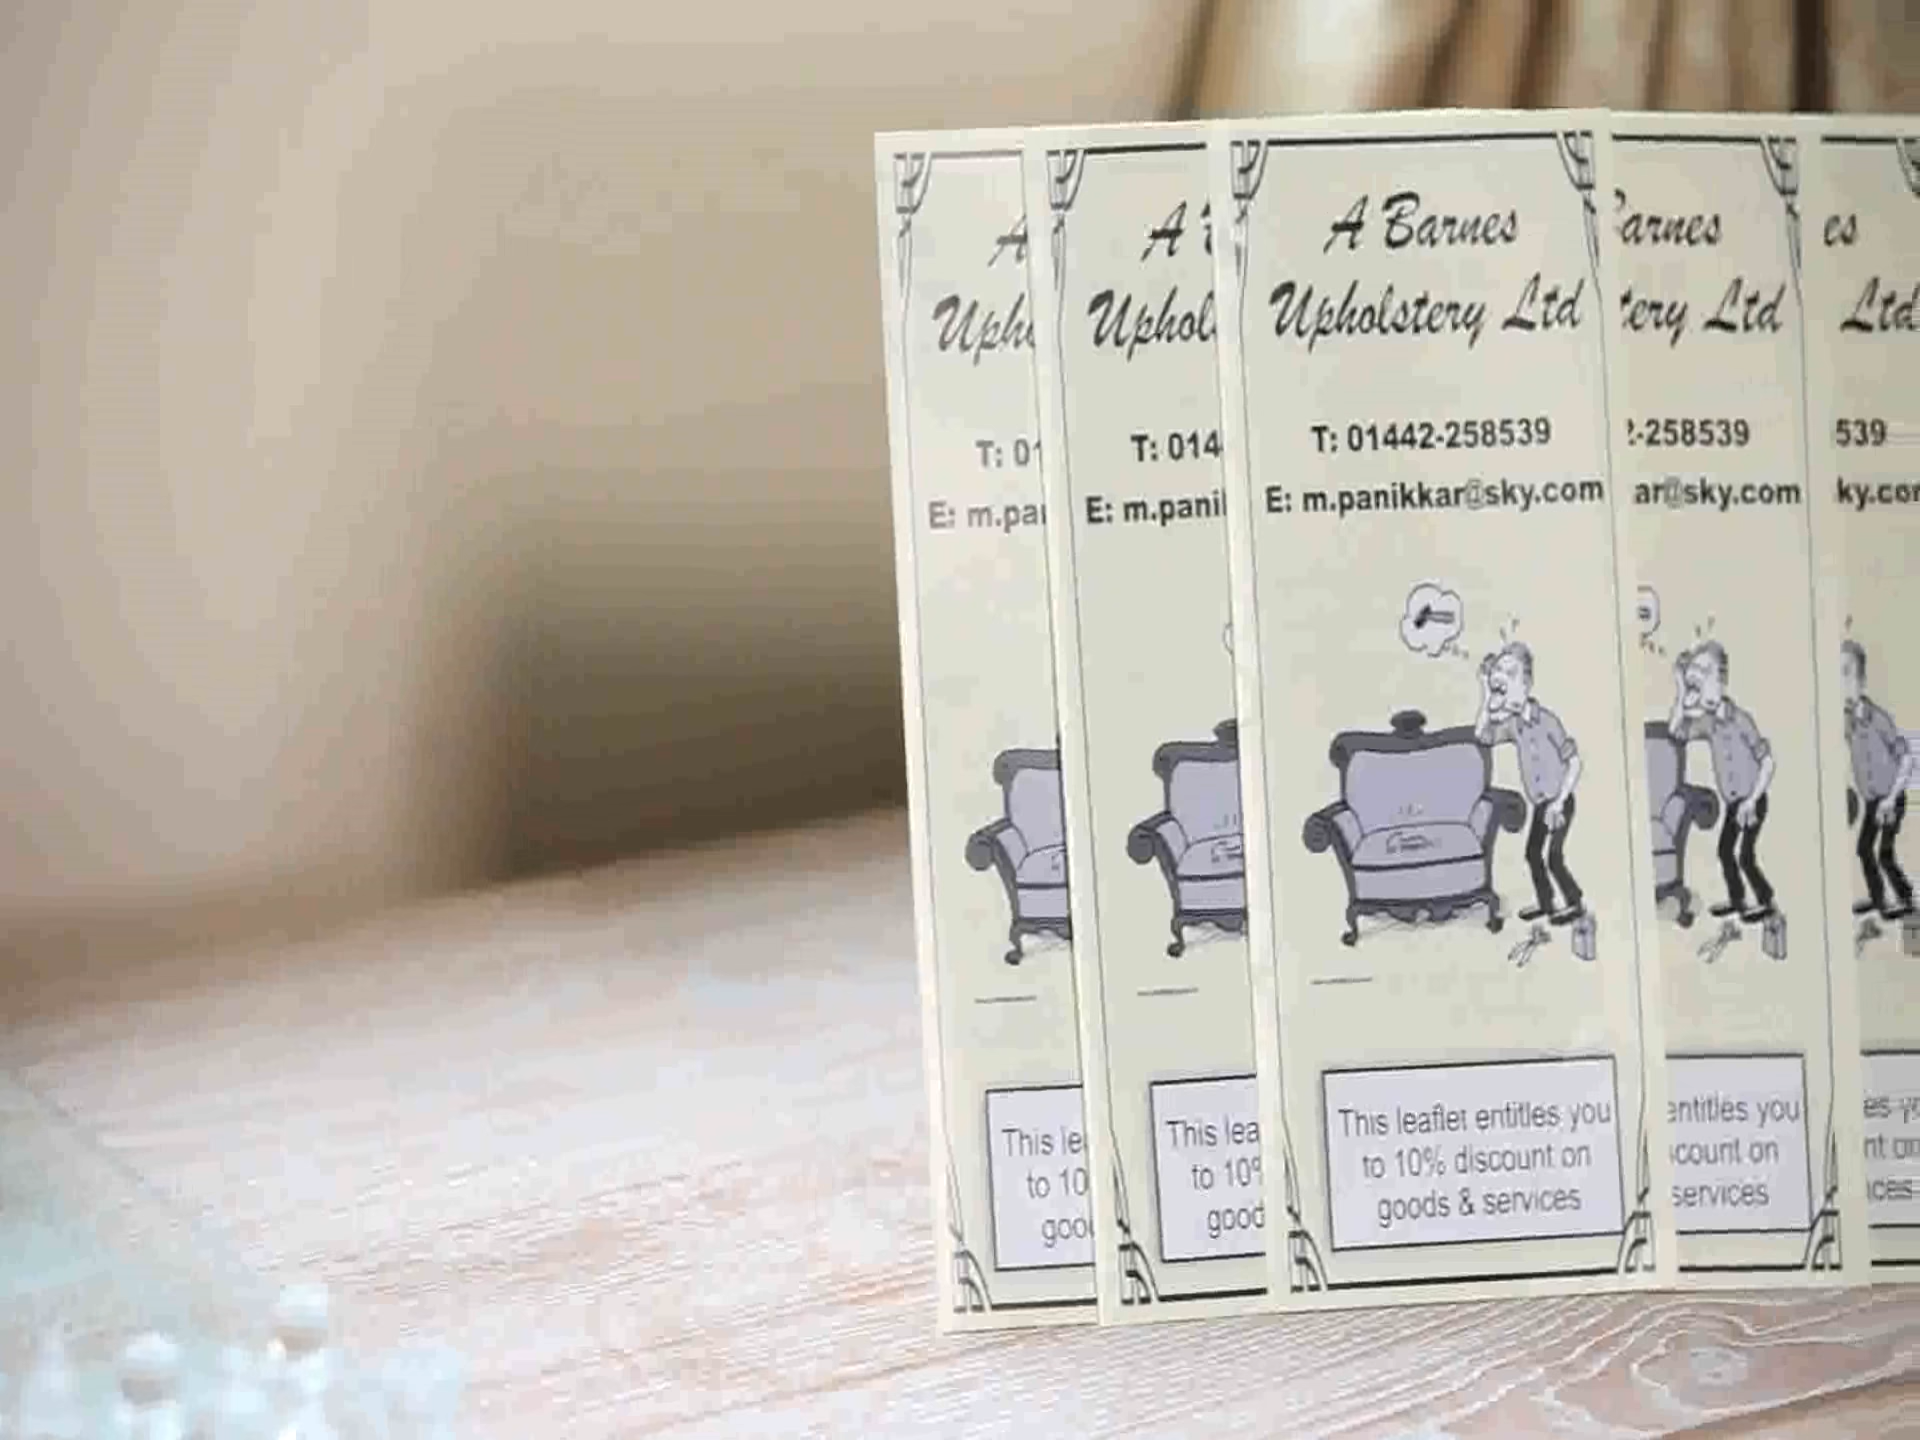 A Barnes
Upholstery Ltd
T: 01442-258539
E: m.panikkar@sky.com
This leaflet entitles you
to 10% discount on
goods & services